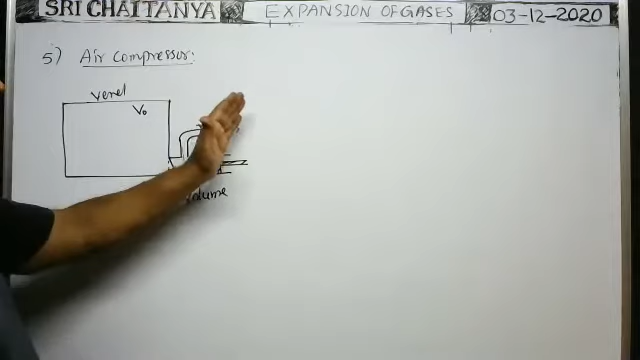 SRI CHAITANYA
EXPANSION OF GASES
03-12-2020
5) Air compressor:
Vessel
V₀
Volume